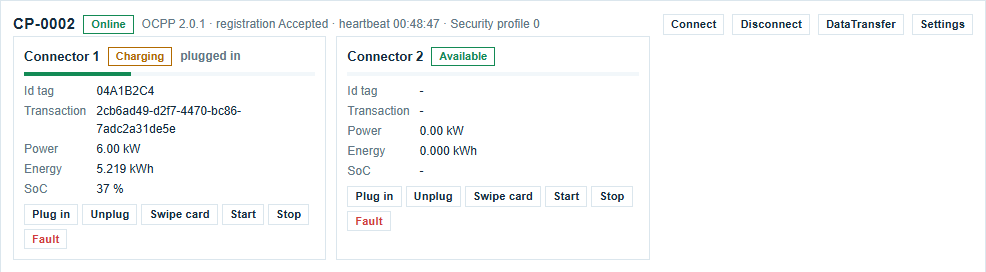 CP-0002 Online OCPP 2.0.1 · registration Accepted · heartbeat 00:48:47 · Security profile 0 Connect Disconnect DataTransfer Settings
Connector 1 Charging plugged in
Id tag 04A1B2C4
Transaction 2cb6ad49-d2f7-4470-bc86-
7adc2a31de5e
Power 6.00 kW
Energy 5.219 kWh
SoC 37 %
Plug in Unplug Swipe card Start Stop
Fault
Connector 2 Available
Id tag -
Transaction -
Power 0.00 kW
Energy 0.000 kWh
SoC -
Plug in Unplug Swipe card Start Stop
Fault